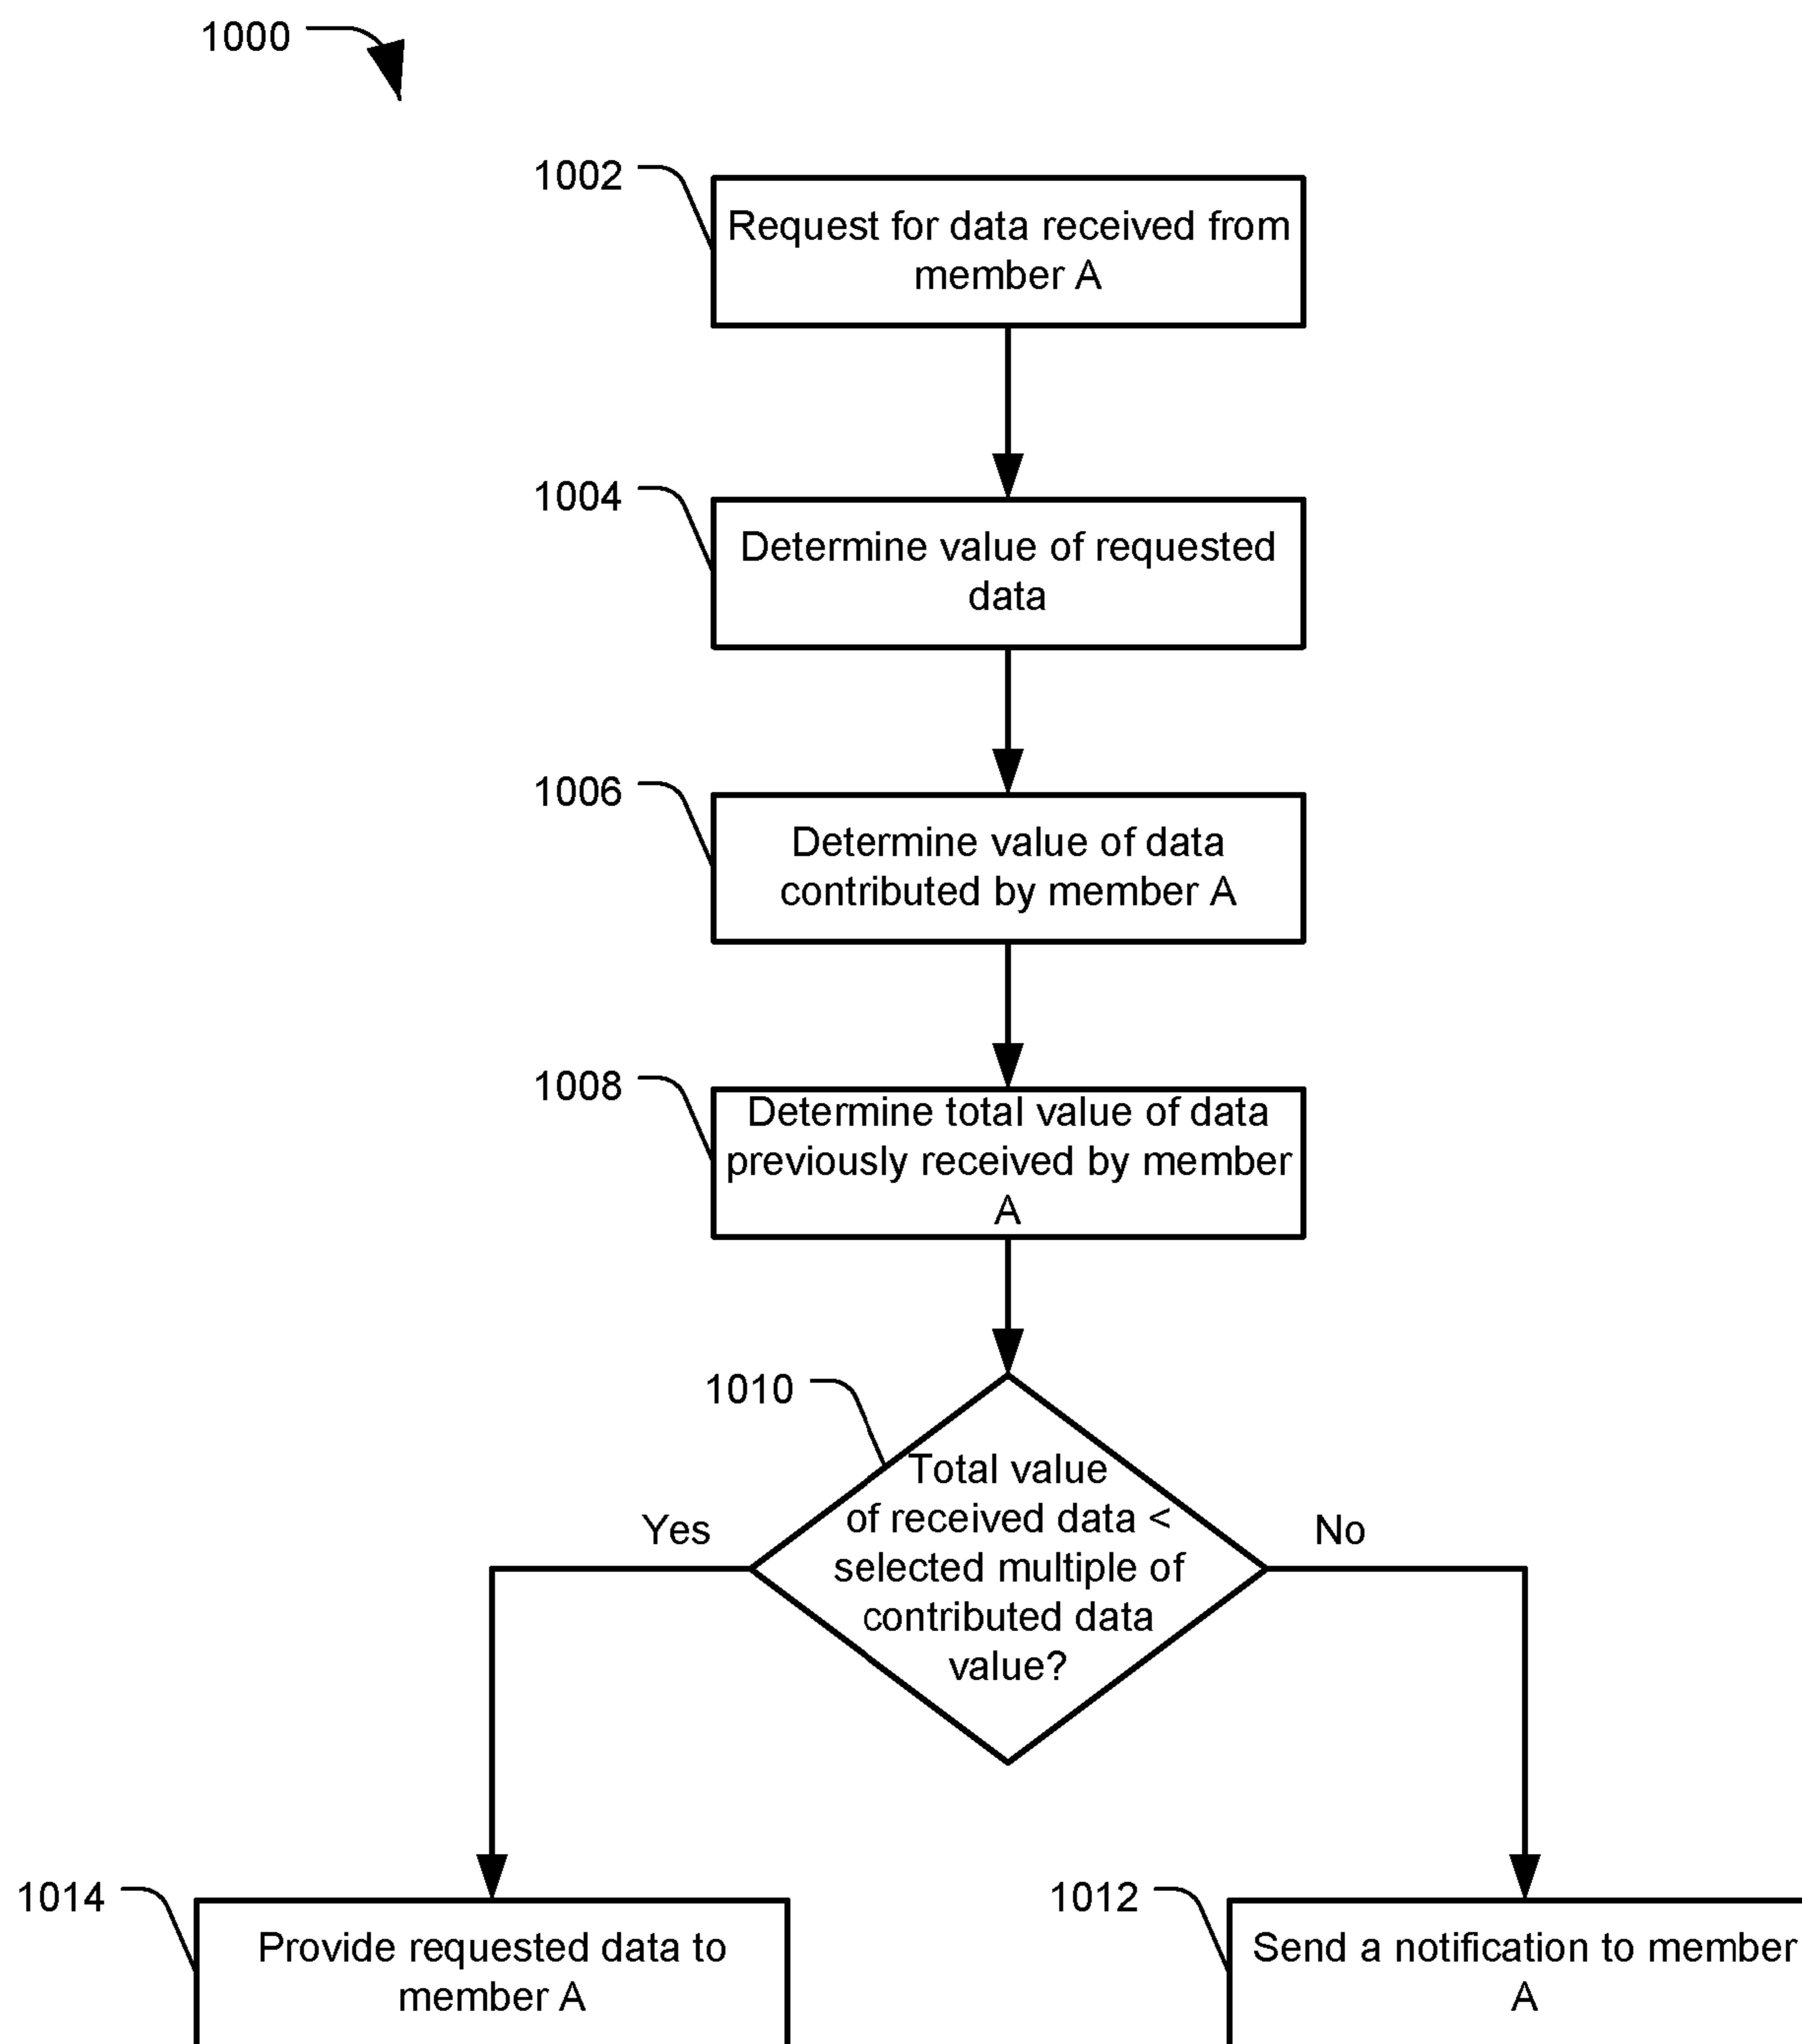 1000
1002
Request for data received from
member A
1004
Determine value of requested
data
1006
Determine value of data
contributed by member A
1008
Determine total value of data
previously received by member
A
1010
Total value
of received data <
selected multiple of
contributed data
value?
Yes
No
1014
Provide requested data to
member A
1012
Send a notification to member
A